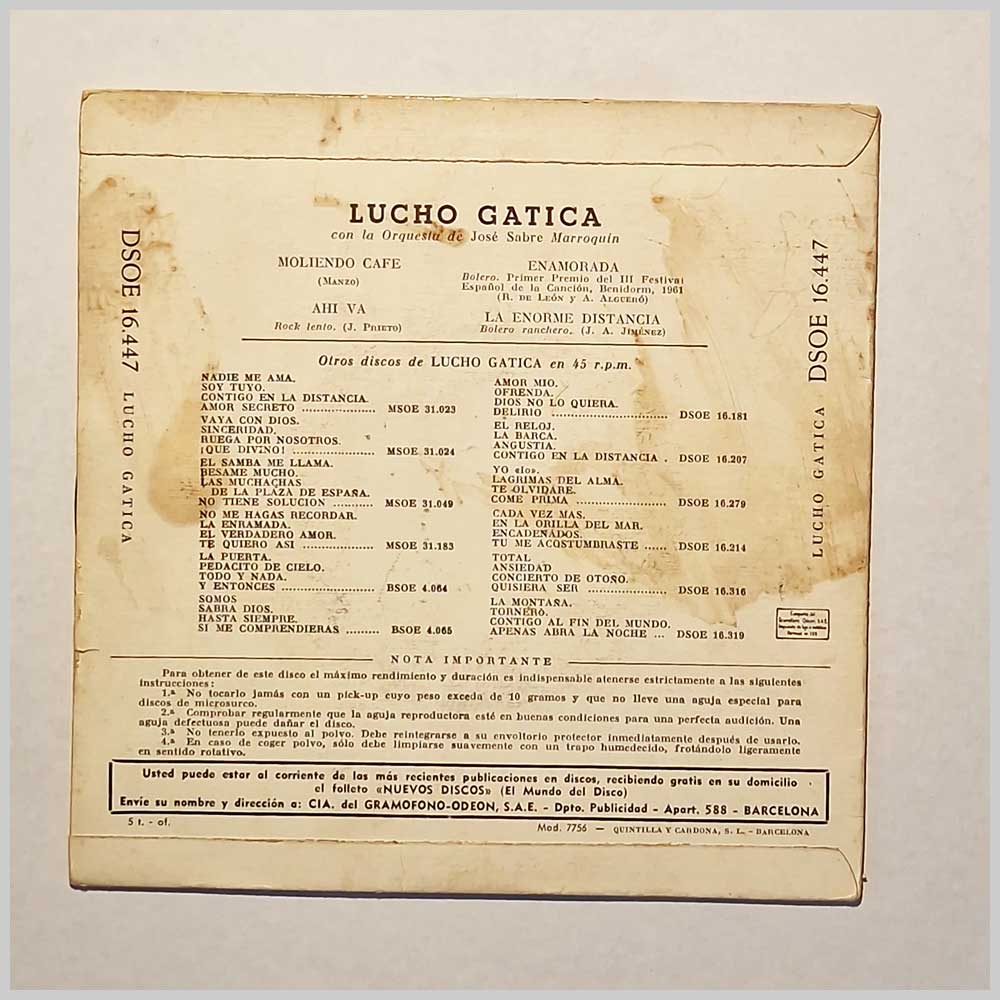 LUCHO GATICA
con la Orquesta de José Sabre Marroquín
MOLIENDO CAFE
(MANZO)
AHI VA
Rock lento. (J. PRIETO)
ENAMORADA
Bolero. Primer Premio del III Festival
Español de la Canción, Benidorm, 1961
(R. DE LEÓN y A. ALGUERÓ)
LA ENORME DISTANCIA
Bolero ranchero. (J. A. JIMÉNEZ)
DSOE 16.447 LUCHO GATICA
LUCHO GATICA DSOE 16.447
Otros discos de LUCHO GATICA en 45 r.p.m.
NADIE ME AMA.
SOY TUYO.
CONTIGO EN LA DISTANCIA.
AMOR SECRETO .................. MSOE 31.023
VAYA CON DIOS.
SINCERIDAD.
RUEGA POR NOSOTROS.
¡QUE DIVINO! .................... MSOE 31.024
EL SAMBA ME LLAMA.
BESAME MUCHO.
LAS MUCHACHAS
DE LA PLAZA DE ESPAÑA.
NO TIENE SOLUCION .......... MSOE 31.049
NO ME HAGAS RECORDAR.
LA ENRAMADA.
EL VERDADERO AMOR.
TE QUIERO ASI .................. MSOE 31.183
LA PUERTA.
PEDACITO DE CIELO.
TODO Y NADA.
Y ENTONCES ...................... BSOE 4.064
SOMOS
SABRA DIOS.
HASTA SIEMPRE.
SI ME COMPRENDIERAS ......... BSOE 4.065
AMOR MIO.
OFRENDA.
DIOS NO LO QUIERA.
DELIRIO ............................ DSOE 16.181
EL RELOJ.
LA BARCA.
ANGUSTIA.
CONTIGO EN LA DISTANCIA . DSOE 16.207
YO «lo».
LAGRIMAS DEL ALMA.
TE OLVIDARE.
COME PRIMA ..................... DSOE 16.279
CADA VEZ MAS.
EN LA ORILLA DEL MAR.
ENCADENADOS.
TU ME ACOSTUMBRASTE ...... DSOE 16.214
TOTAL
ANSIEDAD
CONCIERTO DE OTOÑO.
QUISIERA SER ................... DSOE 16.316
LA MONTAÑA.
TORNERÓ.
CONTIGO AL FIN DEL MUNDO.
APENAS ABRA LA NOCHE ... DSOE 16.319
NOTA IMPORTANTE
Para obtener de este disco el máximo rendimiento y duración es indispensable atenerse estrictamente a las siguientes
instrucciones:
1.ª No tocarlo jamás con un pick-up cuyo peso exceda de 10 gramos y que no lleve una aguja especial para
discos de microsurco.
2.ª Comprobar regularmente que la aguja reproductora esté en buenas condiciones para una perfecta audición. Una
aguja defectuosa puede dañar el disco.
3.ª No tenerlo expuesto al polvo. Debe reintegrarse a su envoltorio protector inmediatamente después de usarlo.
4.ª En caso de coger polvo, sólo debe limpiarse suavemente con un trapo humedecido, frotándolo ligeramente
en sentido rotativo.
Usted puede estar al corriente de las más recientes publicaciones en discos, recibiendo gratis en su domicilio
el folleto «NUEVOS DISCOS» (El Mundo del Disco)
Envíe su nombre y dirección a: CIA. del GRAMOFONO-ODEON, S.A.E. - Dpto. Publicidad - Apart. 588 - BARCELONA
5 t. - of.
Mod. 7756 — QUINTILLA Y CARDONA, S. L. - BARCELONA